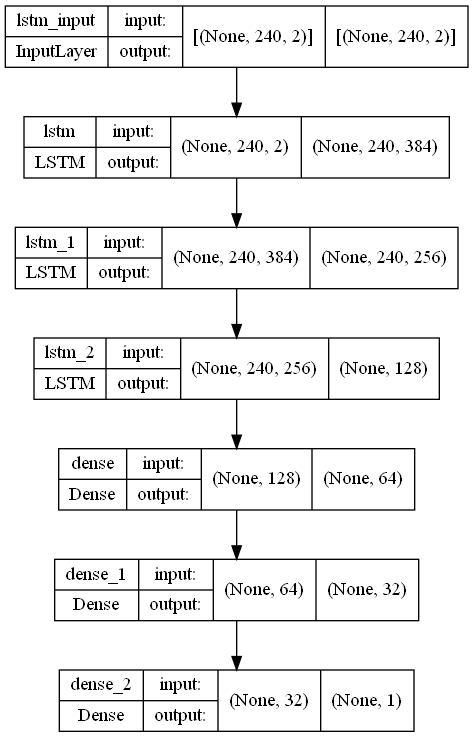 lstm_input input: [(None, 240, 2)] [(None, 240, 2)]
InputLayer output:
lstm input: (None, 240, 2) (None, 240, 384)
LSTM output:
lstm_1 input: (None, 240, 384) (None, 240, 256)
LSTM output:
lstm_2 input: (None, 240, 256) (None, 128)
LSTM output:
dense input: (None, 128) (None, 64)
Dense output:
dense_1 input: (None, 64) (None, 32)
Dense output:
dense_2 input: (None, 32) (None, 1)
Dense output: